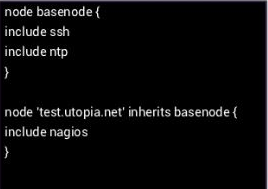 node basenode {
include ssh
include ntp
}
node 'test.utopia.net' inherits basenode {
include nagios
}